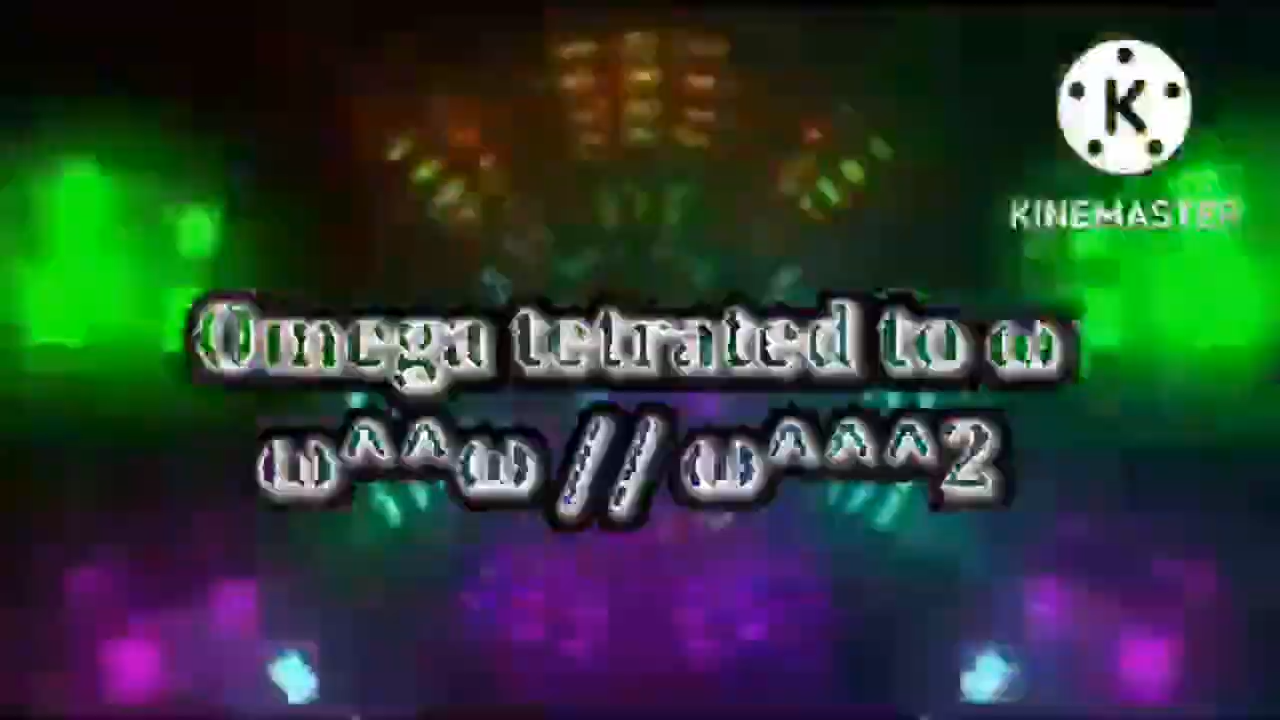 K
KINEMASTER
Omega tetrated to ω
ω^^ω // ω^^^2